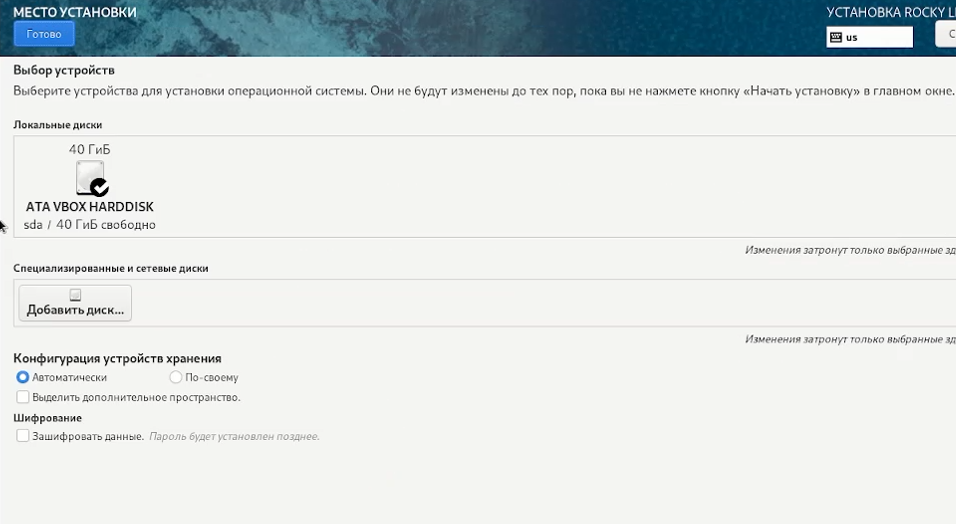 МЕСТО УСТАНОВКИ
УСТАНОВКА ROCKY LI
Готово
us
С
Выбор устройств
Выберите устройства для установки операционной системы. Они не будут изменены до тех пор, пока вы не нажмете кнопку «Начать установку» в главном окне.
Локальные диски
40 ГиБ
ATA VBOX HARDDISK
sda / 40 ГиБ свободно
Изменения затронут только выбранные зд
Специализированные и сетевые диски
Добавить диск...
Изменения затронут только выбранные зд
Конфигурация устройств хранения
Автоматически По-своему
Выделить дополнительное пространство.
Шифрование
Зашифровать данные. Пароль будет установлен позднее.